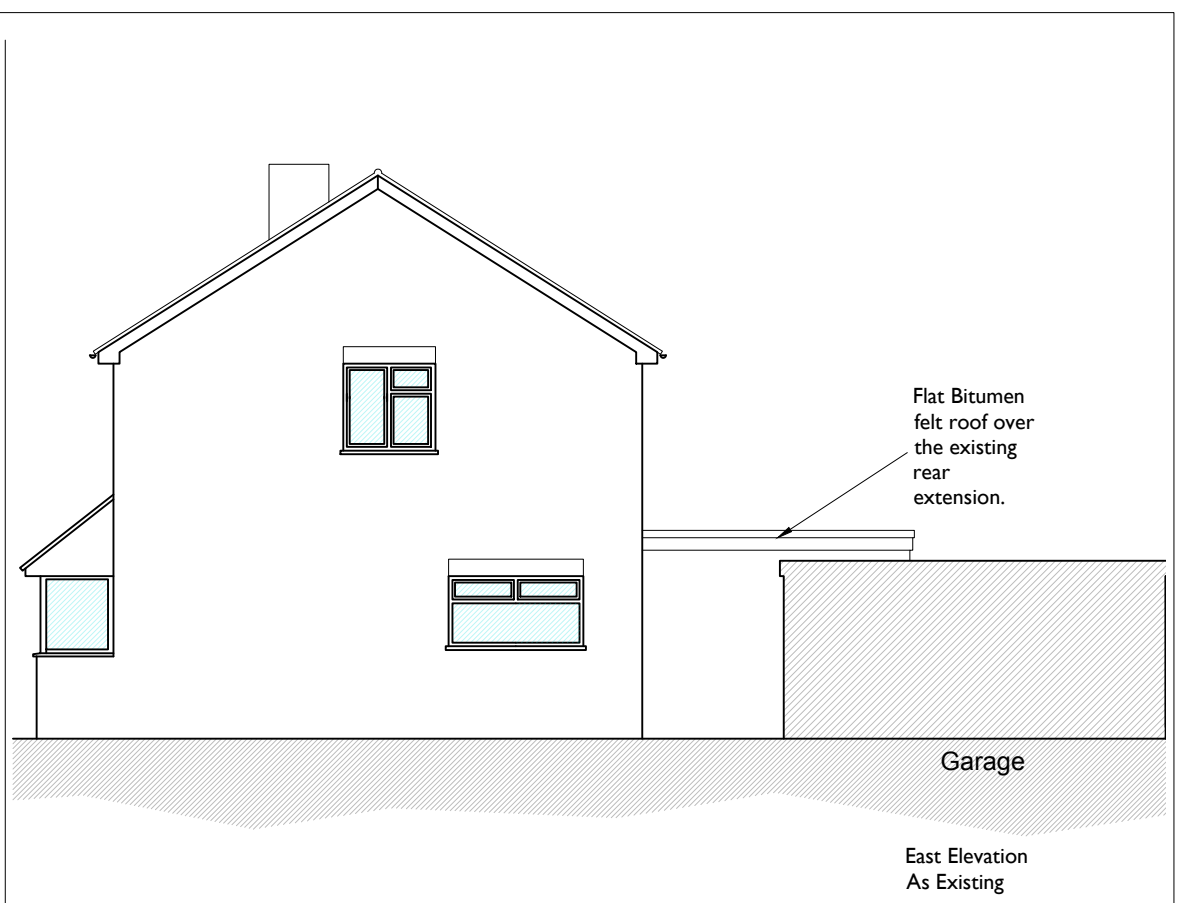 Flat Bitumen
felt roof over
the existing
rear
extension.
Garage
East Elevation
As Existing